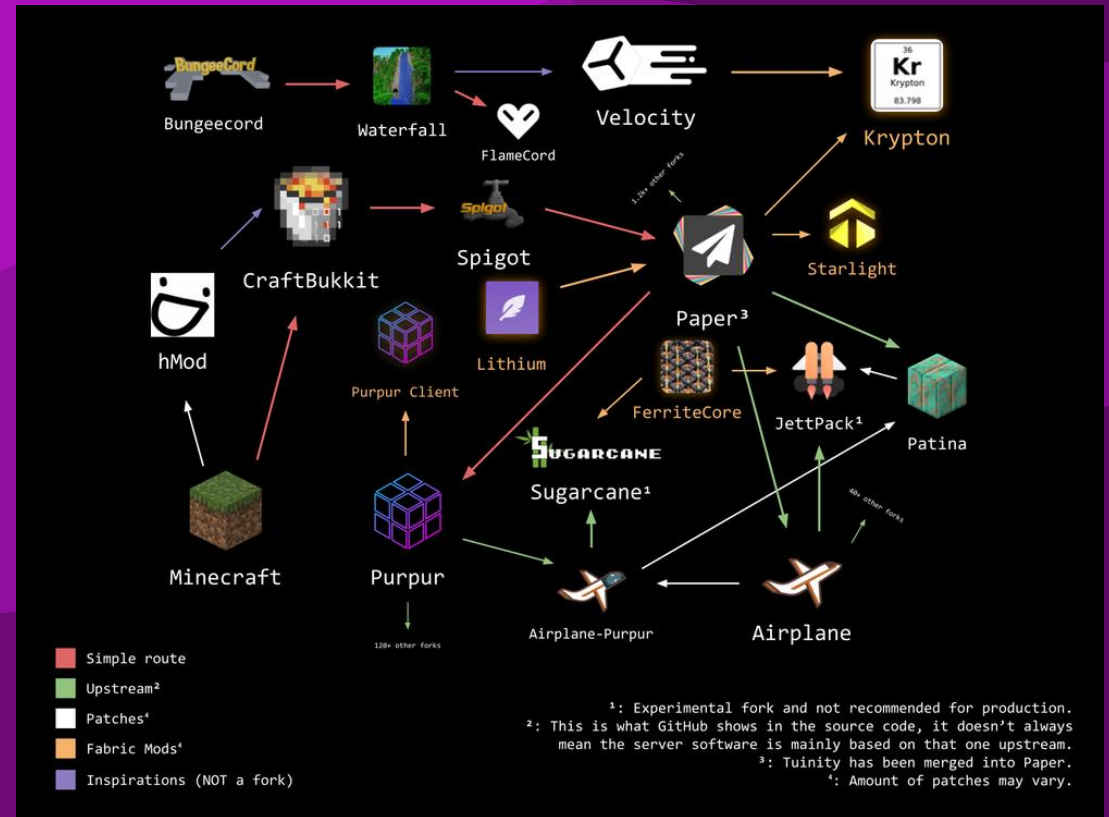 BungeeCord
Bungeecord
Waterfall
FlameCord
Velocity
36
Kr
Krypton
83.798
Krypton
1.2k+ other forks
CraftBukkit
Spigot
Spigot
Starlight
hMod
Paper³
Lithium
Purpur Client
FerriteCore
JettPack¹
Patina
SUGARCANE
Sugarcane¹
40+ other forks
Minecraft
Purpur
Airplane-Purpur
Airplane
120+ other forks
Simple route
Upstream²
Patches⁴
Fabric Mods⁴
Inspirations (NOT a fork)
¹: Experimental fork and not recommended for production.
²: This is what GitHub shows in the source code, it doesn’t always
mean the server software is mainly based on that one upstream.
³: Tuinity has been merged into Paper.
⁴: Amount of patches may vary.